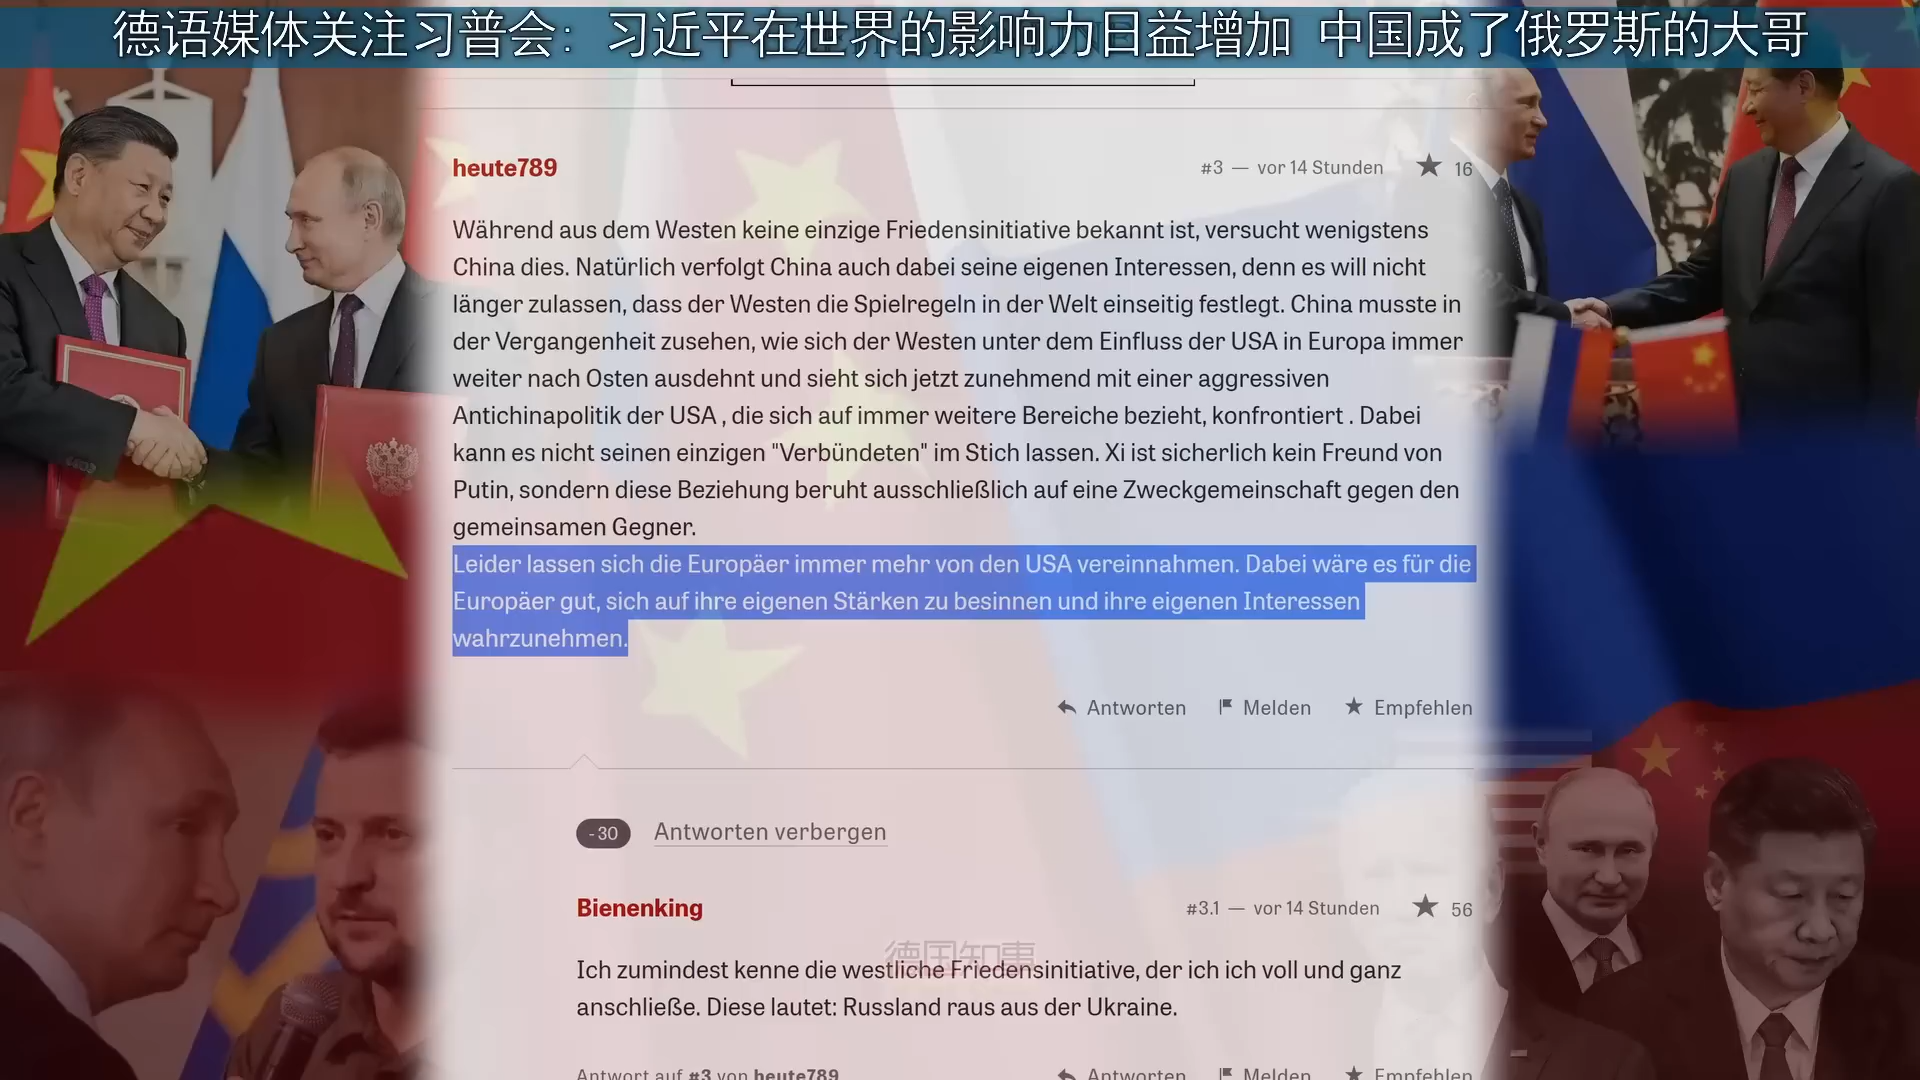 德语媒体关注习普会：习近平在世界的影响力日益增加 中国成了俄罗斯的大哥
heute789
#3 — vor 14 Stunden ★ 16
Während aus dem Westen keine einzige Friedensinitiative bekannt ist, versucht wenigstens
China dies. Natürlich verfolgt China auch dabei seine eigenen Interessen, denn es will nicht
länger zulassen, dass der Westen die Spielregeln in der Welt einseitig festlegt. China musste in
der Vergangenheit zusehen, wie sich der Westen unter dem Einfluss der USA in Europa immer
weiter nach Osten ausdehnt und sieht sich jetzt zunehmend mit einer aggressiven
Antichinapolitik der USA , die sich auf immer weitere Bereiche bezieht, konfrontiert . Dabei
kann es nicht seinen einzigen "Verbündeten" im Stich lassen. Xi ist sicherlich kein Freund von
Putin, sondern diese Beziehung beruht ausschließlich auf eine Zweckgemeinschaft gegen den
gemeinsamen Gegner.
Leider lassen sich die Europäer immer mehr von den USA vereinnahmen. Dabei wäre es für die
Europäer gut, sich auf ihre eigenen Stärken zu besinnen und ihre eigenen Interessen
wahrzunehmen.
Antworten Melden ★ Empfehlen
-30 Antworten verbergen
Bienenking
#3.1 — vor 14 Stunden ★ 56
德国知事
Ich zumindest kenne die westliche Friedensinitiative, der ich ich voll und ganz
anschließe. Diese lautet: Russland raus aus der Ukraine.
Antwort auf #3 von heute789
Antworten Melden ★ Empfehlen